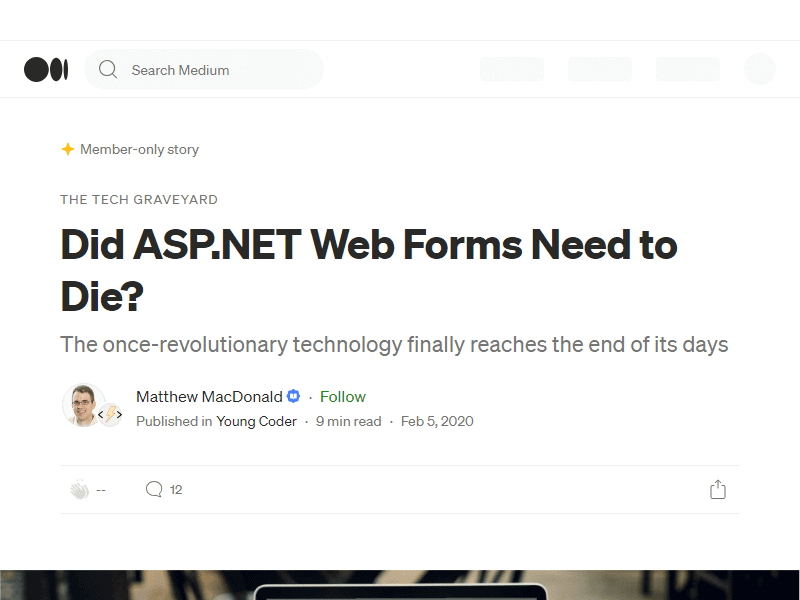 Search Medium
Member-only story
THE TECH GRAVEYARD
Did ASP.NET Web Forms Need to
Die?
The once-revolutionary technology finally reaches the end of its days
Matthew MacDonald · Follow
Published in Young Coder · 9 min read · Feb 5, 2020
-- 12